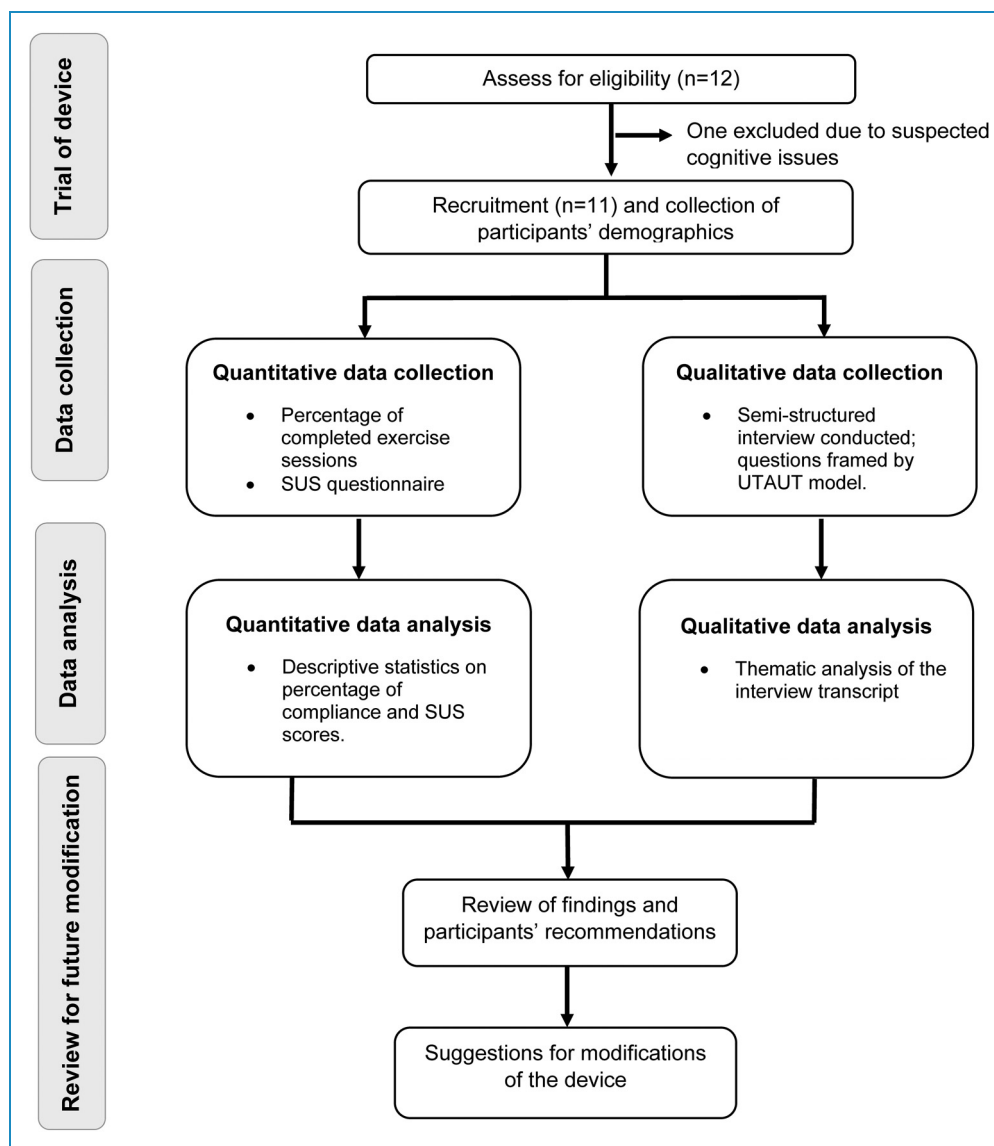 Trial of device
Assess for eligibility (n=12)
One excluded due to suspected
cognitive issues
Recruitment (n=11) and collection of
participants' demographics
Data collection
Quantitative data collection
• Percentage of
completed exercise
sessions
• SUS questionnaire
Qualitative data collection
• Semi-structured
interview conducted;
questions framed by
UTAUT model.
Data analysis
Quantitative data analysis
• Descriptive statistics on
percentage of
compliance and SUS
scores.
Qualitative data analysis
• Thematic analysis of the
interview transcript
Review for future modification
Review of findings and
participants' recommendations
Suggestions for modifications
of the device